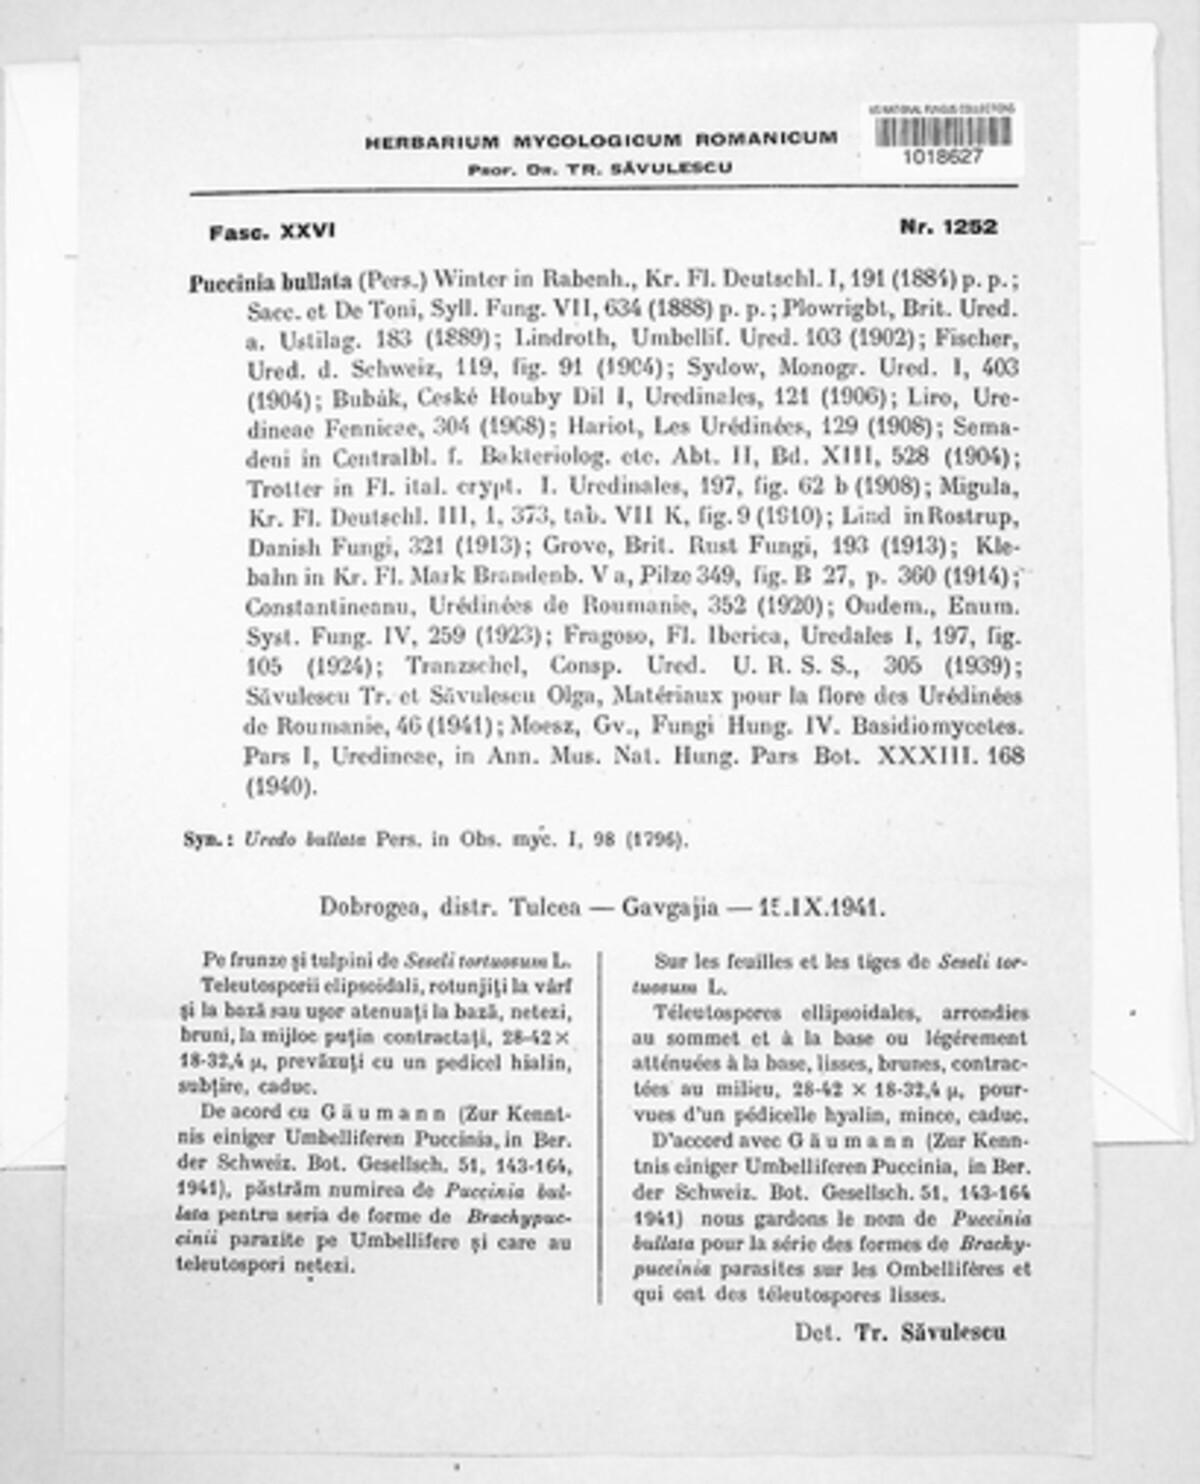 US NATIONAL FUNGUS COLLECTIONS
1018627
HERBARIUM MYCOLOGICUM ROMANICUM
PROF. DR. TR. SĂVULESCU
Fasc. XXVI
Nr. 1252
Puccinia bullata (Pers.) Winter in Rabenh., Kr. Fl. Deutschl. I, 191 (1884) p. p.;
Sacc. et De Toni, Syll. Fung. VII, 634 (1888) p. p.; Plowright, Brit. Ured.
a. Ustilag. 183 (1889); Lindroth, Umbellif. Ured. 103 (1902); Fischer,
Ured. d. Schweiz, 119, fig. 91 (1904); Sydow, Monogr. Ured. I, 403
(1904); Bubák, Ceské Houby Dil I, Uredinales, 121 (1906); Liro, Ure-
dineae Fennicae, 304 (1908); Hariot, Les Urédinées, 129 (1908); Sema-
deni in Centralbl. f. Bakteriolog. etc. Abt. II, Bd. XIII, 528 (1904);
Trotter in Fl. ital. crypt. I. Uredinales, 197, fig. 62 b (1908); Migula,
Kr. Fl. Deutschl. III, 1, 373, tab. VII K, fig. 9 (1910); Lind in Rostrup,
Danish Fungi, 321 (1913); Grove, Brit. Rust Fungi, 193 (1913); Kle-
bahn in Kr. Fl. Mark Brandenb. V a, Pilze 349, fig. B 27, p. 360 (1914);
Constantineanu, Urédinées de Roumanie, 352 (1920); Oudem., Enum.
Syst. Fung. IV, 259 (1923); Fragoso, Fl. Iberica, Uredales I, 197, fig.
105 (1924); Tranzschel, Consp. Ured. U. R. S. S., 305 (1939);
Săvulescu Tr. et Săvulescu Olga, Matériaux pour la flore des Urédinées
de Roumanie, 46 (1941); Moesz, Gv., Fungi Hung. IV. Basidiomycetes.
Pars I, Uredineae, in Ann. Mus. Nat. Hung. Pars Bot. XXXIII. 168
(1940).
Syn.: Uredo bullata Pers. in Obs. myc. I, 98 (1796).
Dobrogea, distr. Tulcea — Gavgajia — 15.IX.1941.
Pe frunze și tulpini de Seseli tortuosum L.
Teleutosporii elipsoidali, rotunjiți la vârf
și la bază sau ușor atenuați la bază, netezi,
bruni, la mijloc puțin contractați, 28-42 ×
18-32,4 µ, prevăzuți cu un pedicel hialin,
subțire, caduc.
De acord cu Gäumann (Zur Kennt-
nis einiger Umbelliferen Puccinia, in Ber.
der Schweiz. Bot. Gesellsch. 51, 143-164,
1941), păstrăm numirea de Puccinia bul-
lata pentru seria de forme de Brachypuc-
cinii parazite pe Umbellifere și care au
teleutospori netezi.
Sur les feuilles et les tiges de Seseli tor-
tuosum L.
Téleutospores ellipsoidales, arrondies
au sommet et à la base ou légérement
atténuées à la base, lisses, brunes, contrac-
tées au milieu, 28-42 × 18-32,4 µ, pour-
vues d'un pédicelle hyalin, mince, caduc.
D'accord avec Gäumann (Zur Kenn-
tnis einiger Umbelliferen Puccinia, in Ber.
der Schweiz. Bot. Gesellsch. 51, 143-164
1941) nous gardons le nom de Puccinia
bullata pour la série des formes de Brachy-
puccinia parasites sur les Ombellifères et
qui ont des téleutospores lisses.
Det. Tr. Săvulescu